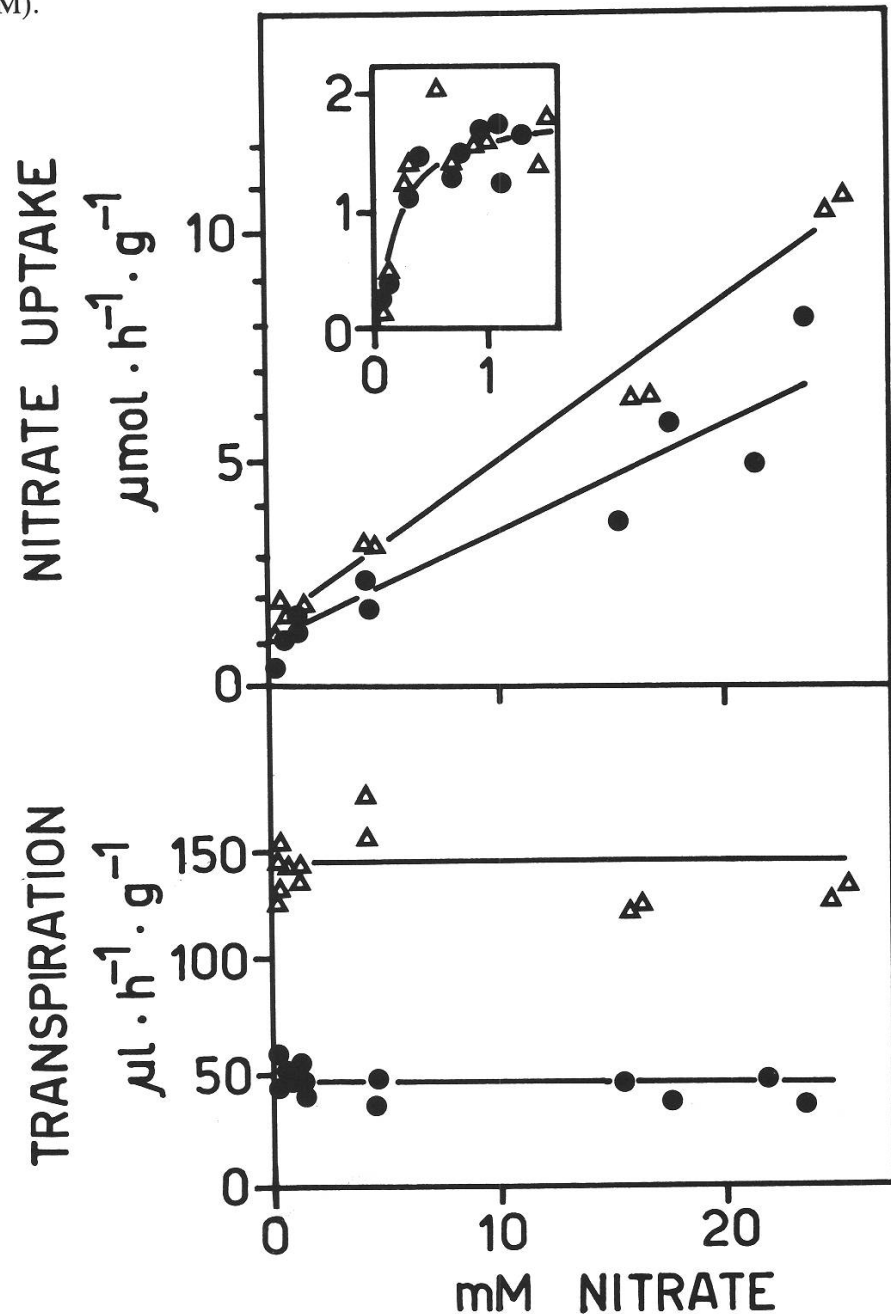 M).
2
1
0
0
1
NITRATE UPTAKE
µmol · h⁻¹ · g⁻¹
10
5
0
TRANSPIRATION
µl · h⁻¹ · g⁻¹
150
100
50
0
0
10
20
mM NITRATE